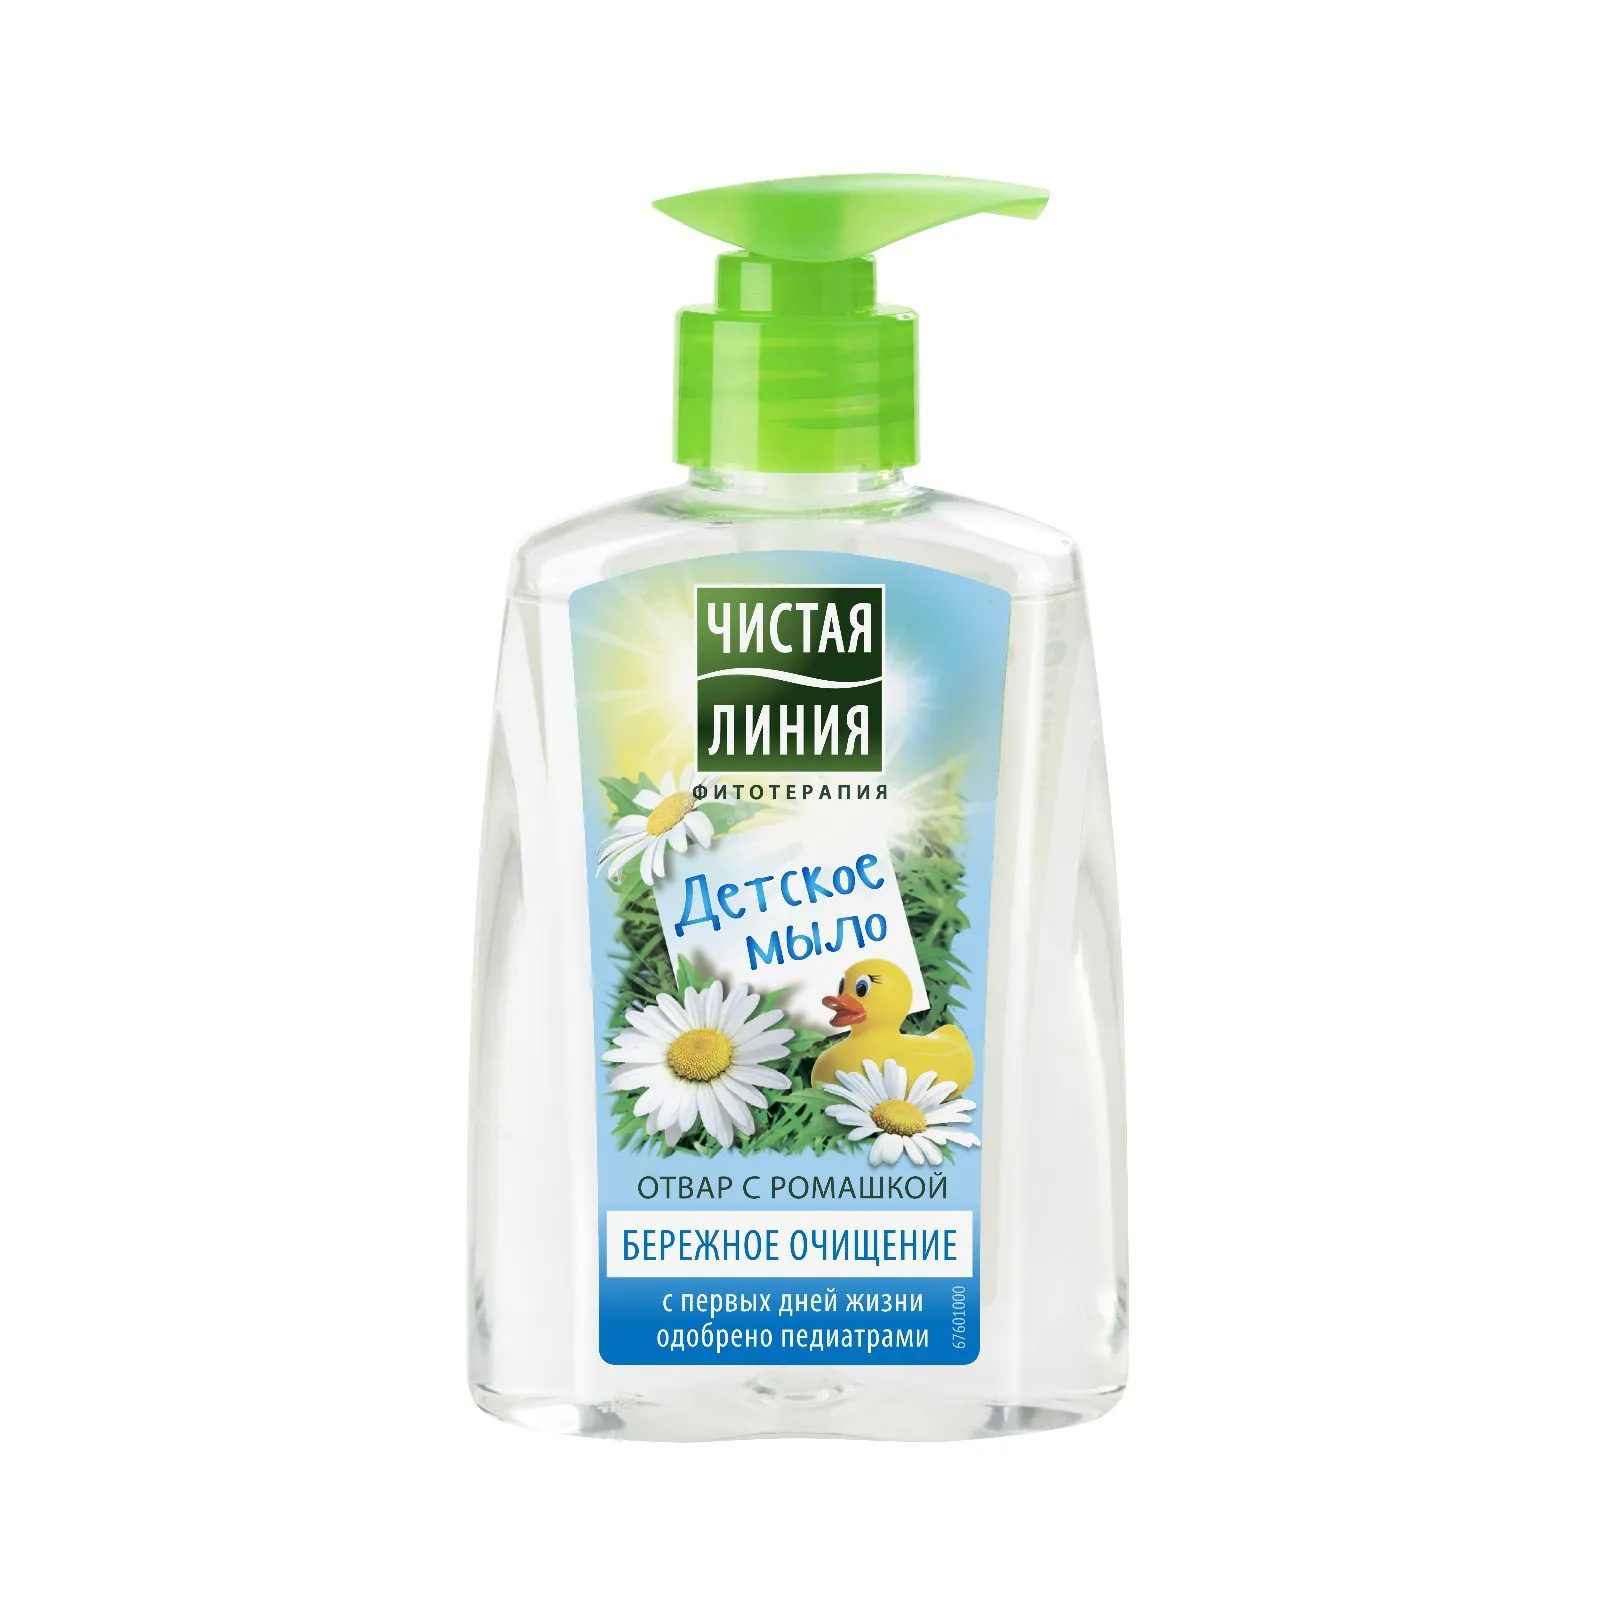 ЧИСТАЯ
ЛИНИЯ
ФИТОТЕРАПИЯ
Детское
мыло
ОТВАР С РОМАШКОЙ
БЕРЕЖНОЕ ОЧИЩЕНИЕ
с первых дней жизни
одобрено педиатрами
67601000